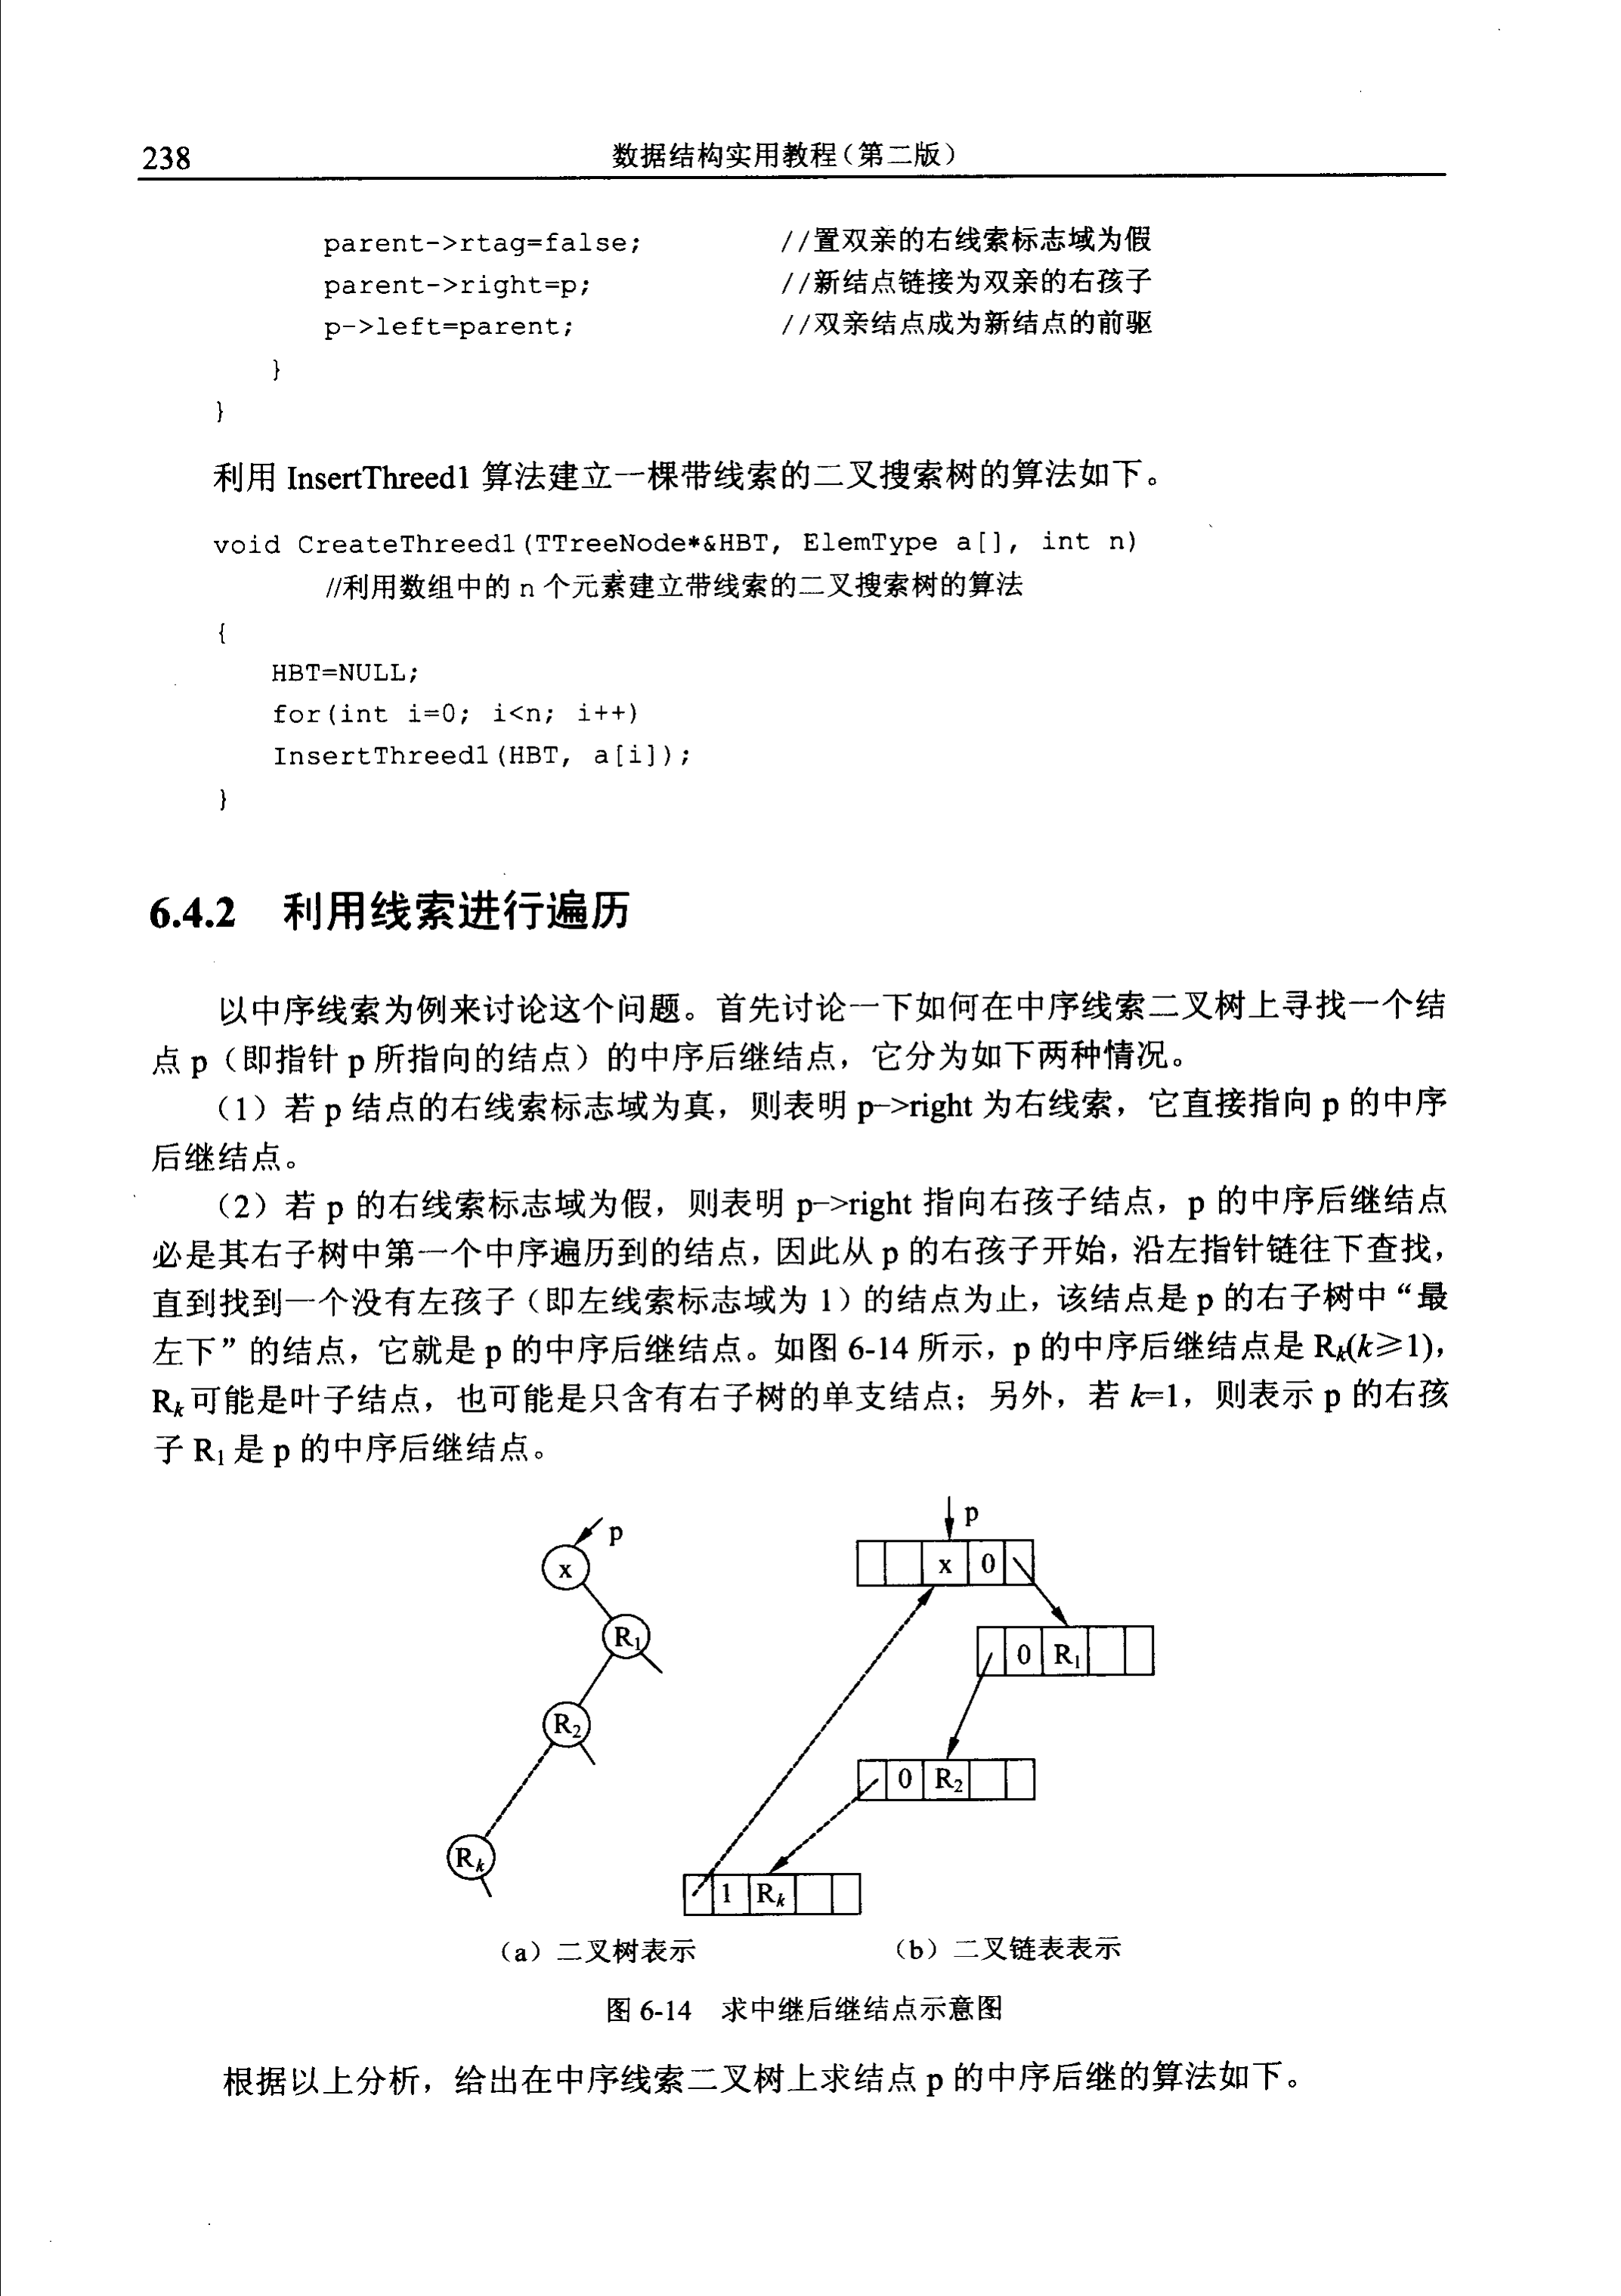 238
数据结构实用教程(第二版)
parent->rtag=false; //置双亲的右线索标志域为假
parent->right=p; //新结点链接为双亲的右孩子
p->left=parent; //双亲结点成为新结点的前驱
}
}
利用 InsertThreed1 算法建立一棵带线索的二叉搜索树的算法如下。
void CreateThreed1(TTreeNode*&HBT, ElemType a[], int n)
//利用数组中的 n 个元素建立带线索的二叉搜索树的算法
{
HBT=NULL;
for(int i=0; i<n; i++)
InsertThreed1(HBT, a[i]);
}
6.4.2 利用线索进行遍历
以中序线索为例来讨论这个问题。首先讨论一下如何在中序线索二叉树上寻找一个结
点 p（即指针 p 所指向的结点）的中序后继结点，它分为如下两种情况。
（1）若 p 结点的右线索标志域为真，则表明 p->right 为右线索，它直接指向 p 的中序
后继结点。
（2）若 p 的右线索标志域为假，则表明 p->right 指向右孩子结点，p 的中序后继结点
必是其右子树中第一个中序遍历到的结点，因此从 p 的右孩子开始，沿左指针链往下查找，
直到找到一个没有左孩子（即左线索标志域为 1）的结点为止，该结点是 p 的右子树中“最
左下”的结点，它就是 p 的中序后继结点。如图 6-14 所示，p 的中序后继结点是 Rk(k≥1)，
Rk 可能是叶子结点，也可能是只含有右子树的单支结点；另外，若 k=1，则表示 p 的右孩
子 R1 是 p 的中序后继结点。
p
x
R1
R2
Rk
p
x 0
0 R1
0 R2
1 Rk
（a）二叉树表示
（b）二叉链表表示
图 6-14 求中继后继结点示意图
根据以上分析，给出在中序线索二叉树上求结点 p 的中序后继的算法如下。